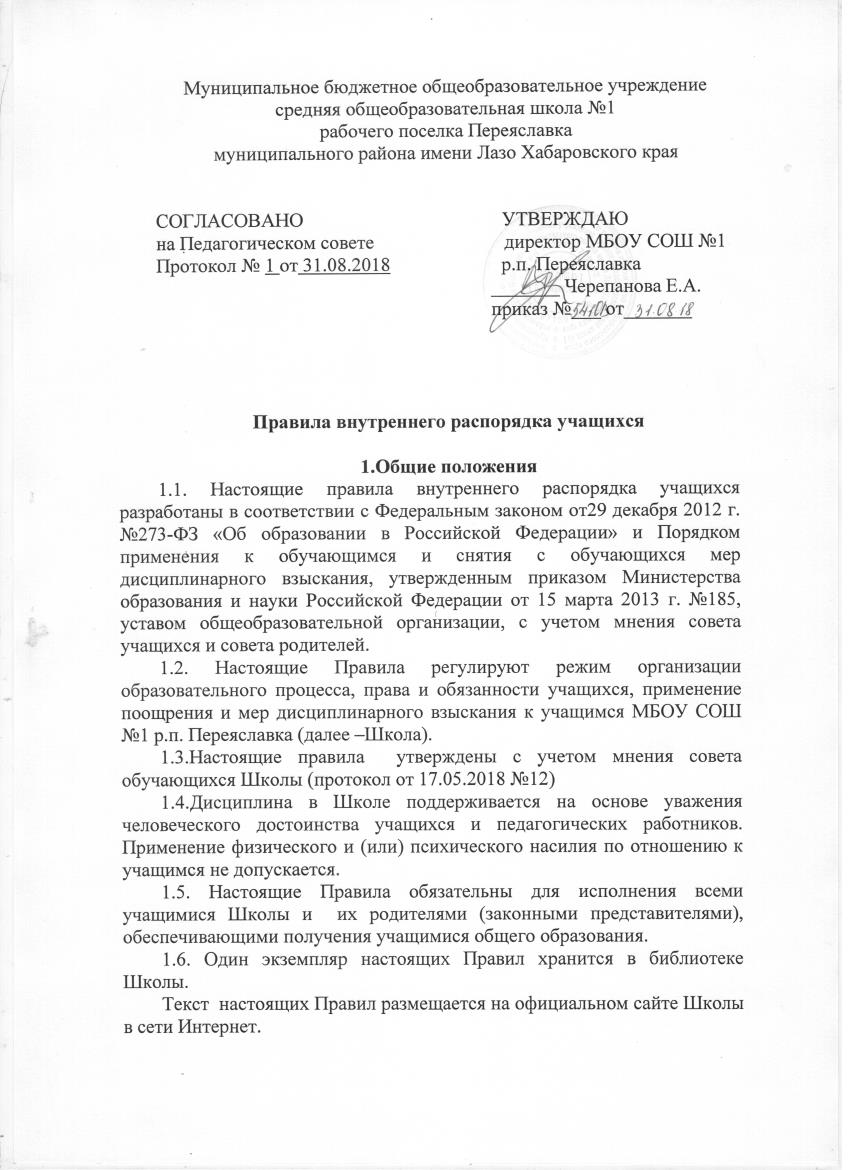 Муниципальное бюджетное общеобразовательное учреждение
средняя общеобразовательная школа №1
рабочего поселка Переяславка
муниципального района имени Лазо Хабаровского края
СОГЛАСОВАНО
на Педагогическом совете
Протокол № 1 от 31.08.2018
УТВЕРЖДАЮ
директор МБОУ СОШ №1
р.п. Переяславка
Черепанова Е.А.
приказ № от 31.08.18
Правила внутреннего распорядка учащихся
1.Общие положения
1.1. Настоящие правила внутреннего распорядка учащихся
разработаны в соответствии с Федеральным законом от29 декабря 2012 г.
№273-ФЗ «Об образовании в Российской Федерации» и Порядком
применения к обучающимся и снятия с обучающихся мер
дисциплинарного взыскания, утвержденным приказом Министерства
образования и науки Российской Федерации от 15 марта 2013 г. №185,
уставом общеобразовательной организации, с учетом мнения совета
учащихся и совета родителей.
1.2. Настоящие Правила регулируют режим организации
образовательного процесса, права и обязанности учащихся, применение
поощрения и мер дисциплинарного взыскания к учащимся МБОУ СОШ
№1 р.п. Переяславка (далее –Школа).
1.3.Настоящие правила утверждены с учетом мнения совета
обучающихся Школы (протокол от 17.05.2018 №12)
1.4.Дисциплина в Школе поддерживается на основе уважения
человеческого достоинства учащихся и педагогических работников.
Применение физического и (или) психического насилия по отношению к
учащимся не допускается.
1.5. Настоящие Правила обязательны для исполнения всеми
учащимися Школы и их родителями (законными представителями),
обеспечивающими получения учащимися общего образования.
1.6. Один экземпляр настоящих Правил хранится в библиотеке
Школы.
Текст настоящих Правил размещается на официальном сайте Школы
в сети Интернет.